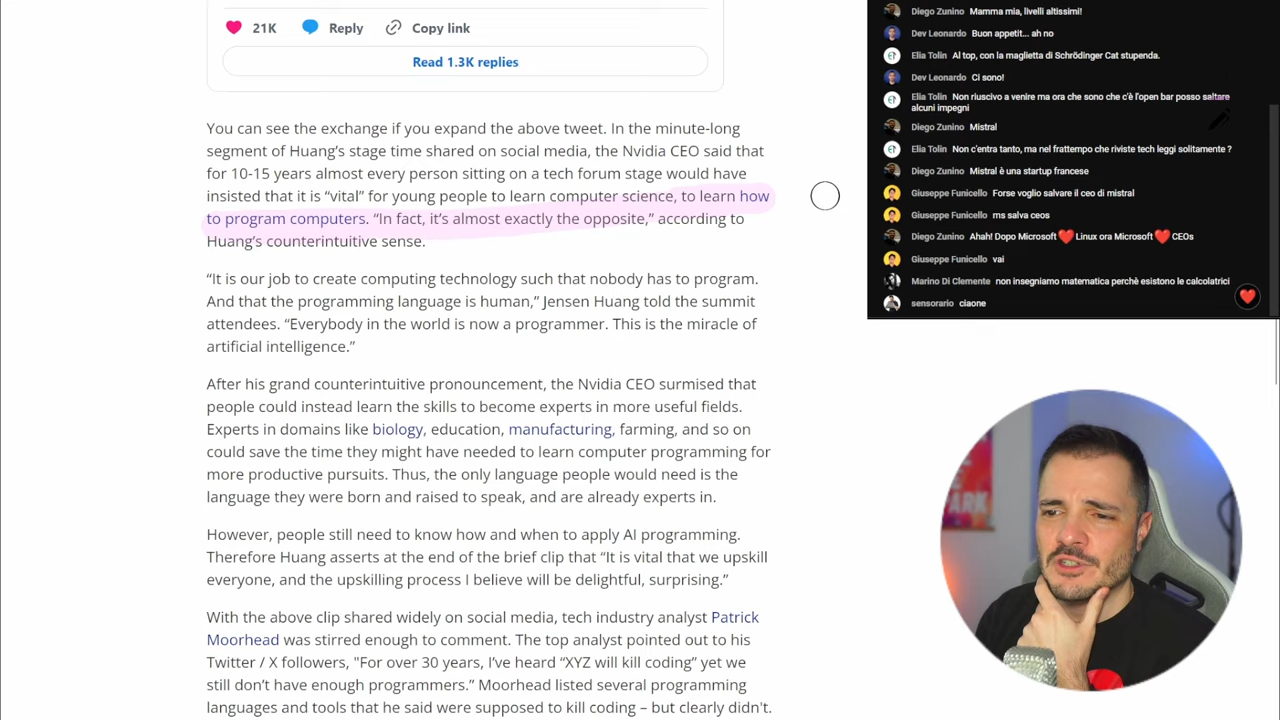 21K Reply Copy link
Read 1.3K replies
You can see the exchange if you expand the above tweet. In the minute-long
segment of Huang’s stage time shared on social media, the Nvidia CEO said that
for 10-15 years almost every person sitting on a tech forum stage would have
insisted that it is “vital” for young people to learn computer science, to learn how
to program computers. “In fact, it’s almost exactly the opposite,” according to
Huang’s counterintuitive sense.
“It is our job to create computing technology such that nobody has to program.
And that the programming language is human,” Jensen Huang told the summit
attendees. “Everybody in the world is now a programmer. This is the miracle of
artificial intelligence.”
After his grand counterintuitive pronouncement, the Nvidia CEO surmised that
people could instead learn the skills to become experts in more useful fields.
Experts in domains like biology, education, manufacturing, farming, and so on
could save the time they might have needed to learn computer programming for
more productive pursuits. Thus, the only language people would need is the
language they were born and raised to speak, and are already experts in.
However, people still need to know how and when to apply AI programming.
Therefore Huang asserts at the end of the brief clip that “It is vital that we upskill
everyone, and the upskilling process I believe will be delightful, surprising.”
With the above clip shared widely on social media, tech industry analyst Patrick
Moorhead was stirred enough to comment. The top analyst pointed out to his
Twitter / X followers, "For over 30 years, I’ve heard “XYZ will kill coding” yet we
still don’t have enough programmers.” Moorhead listed several programming
languages and tools that he said were supposed to kill coding – but clearly didn't.
Diego Zunino Mamma mia, livelli altissimi!
Dev Leonardo Buon appetit... ah no
Elia Tolin Al top, con la maglietta di Schrödinger Cat stupenda.
Dev Leonardo Ci sono!
Elia Tolin Non riuscivo a venire ma ora che sono che c'è l'open bar posso saltare
alcuni impegni
Diego Zunino Mistral
Elia Tolin Non c'entra tanto, ma nel frattempo che riviste tech leggi solitamente ?
Diego Zunino Mistral è una startup francese
Giuseppe Funicello Forse voglio salvare il ceo di mistral
Giuseppe Funicello ms salva ceos
Diego Zunino Ahah! Dopo Microsoft❤️Linux ora Microsoft❤️CEOs
Giuseppe Funicello vai
Marino Di Clemente non insegniamo matematica perchè esistono le calcolatrici
sensorario ciaone